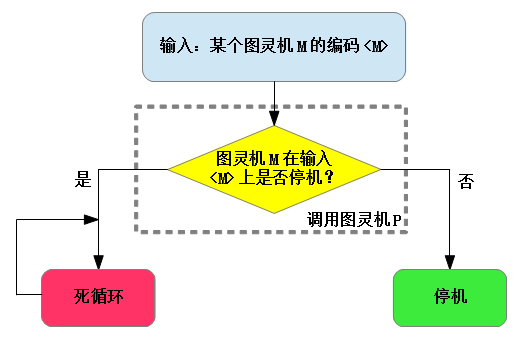 输入：某个图灵机M的编码<M>
图灵机M在输入
<M>上是否停机？
是
否
调用图灵机P
死循环
停机